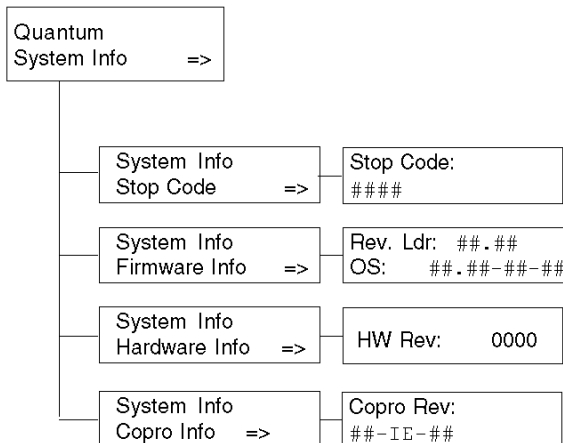 Quantum
System Info =>
System Info
Stop Code =>
Stop Code:
####
System Info
Firmware Info =>
Rev. Ldr: ##.##
OS: ##.##-##-##
System Info
Hardware Info =>
HW Rev: 0000
System Info
Copro Info =>
Copro Rev:
##-IE-##